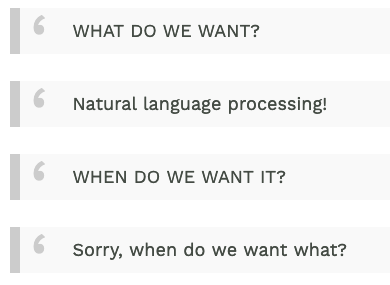 WHAT DO WE WANT?
Natural language processing!
WHEN DO WE WANT IT?
Sorry, when do we want what?